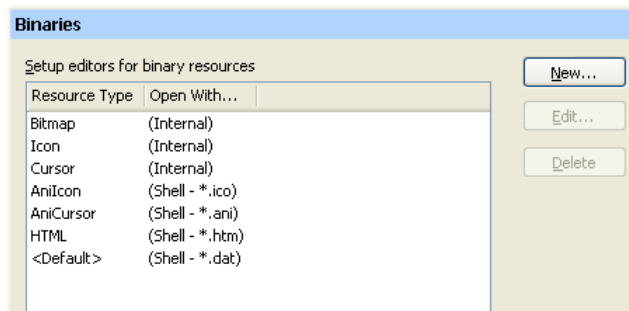 Binaries
Setup editors for binary resources
New...
Resource Type Open With...
Edit...
Bitmap (Internal)
Icon (Internal)
Cursor (Internal)
Delete
AniIcon (Shell - *.ico)
AniCursor (Shell - *.ani)
HTML (Shell - *.htm)
<Default> (Shell - *.dat)